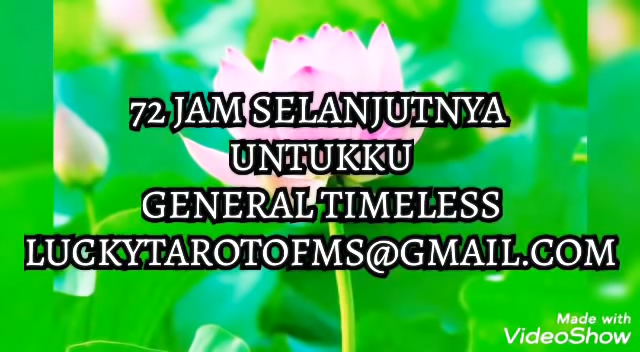 72 JAM SELANJUTNYA
UNTUKKU
GENERAL TIMELESS
LUCKYTAROTOFMS@GMAIL.COM
Made with
VideoShow